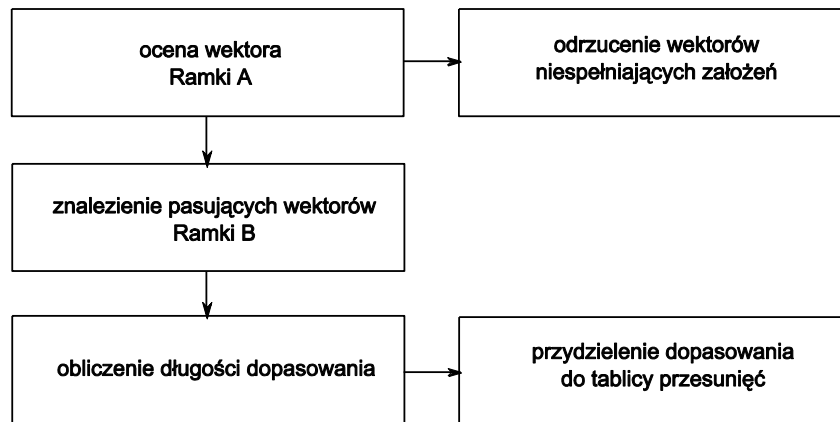 ocena wektora
Ramki A
odrzucenie wektorów
niespełniających założeń
znalezienie pasujących wektorów
Ramki B
obliczenie długości dopasowania
przydzielenie dopasowania
do tablicy przesunięć